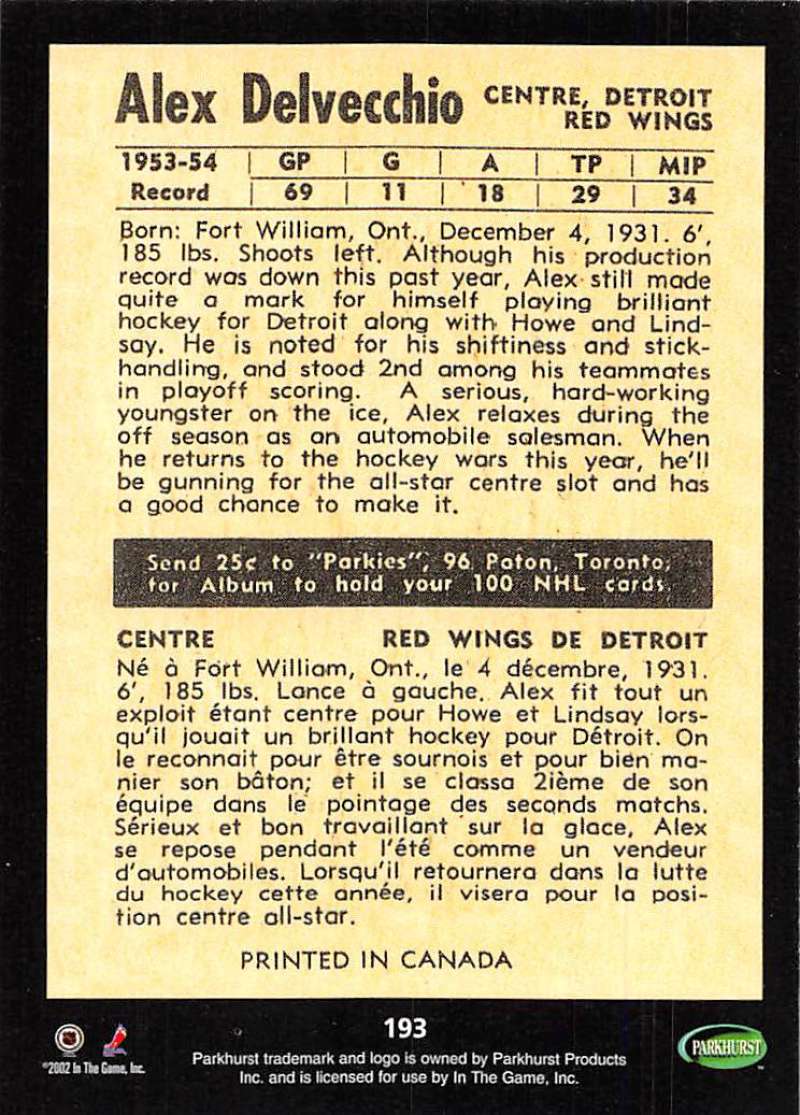 Alex Delvecchio CENTRE, DETROIT
RED WINGS
1953-54 | GP | G | A | TP | MIP
Record | 69 | 11 | 18 | 29 | 34
Born: Fort William, Ont., December 4, 1931. 6',
185 lbs. Shoots left. Although his production
record was down this past year, Alex still made
quite a mark for himself playing brilliant
hockey for Detroit along with Howe and Lind-
say. He is noted for his shiftiness and stick-
handling, and stood 2nd among his teammates
in playoff scoring. A serious, hard-working
youngster on the ice, Alex relaxes during the
off season as an automobile salesman. When
he returns to the hockey wars this year, he'll
be gunning for the all-star centre slot and has
a good chance to make it.
Send 25¢ to "Parkies", 96 Paton, Toronto,
for Album to hold your 100 NHL cards.
CENTRE RED WINGS DE DETROIT
Né à Fort William, Ont., le 4 décembre, 1931.
6', 185 lbs. Lance à gauche. Alex fit tout un
exploit étant centre pour Howe et Lindsay lors-
qu'il jouait un brillant hockey pour Détroit. On
le reconnait pour être sournois et pour bien ma-
nier son bâton; et il se classa 2ième de son
équipe dans le pointage des seconds matchs.
Sérieux et bon travaillant sur la glace, Alex
se repose pendant l'été comme un vendeur
d'automobiles. Lorsqu'il retournera dans la lutte
du hockey cette année, il visera pour la posi-
tion centre all-star.
PRINTED IN CANADA
193
©2002 In The Game, Inc.
Parkhurst trademark and logo is owned by Parkhurst Products
Inc. and is licensed for use by In The Game, Inc.
PARKHURST